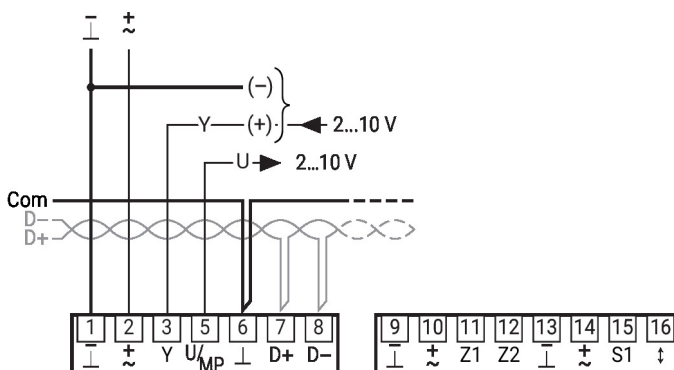 ⊥ ~
− +
(−)
Y (+) 2...10 V
U 2...10 V
Com
D−
D+
1 2 3 5 6 7 8 9 10 11 12 13 14 15 16
− ⊥ + ~ Y U/MP ⊥ D+ D− − ⊥ + ~ Z1 Z2 − ⊥ + ~ S1 ↕